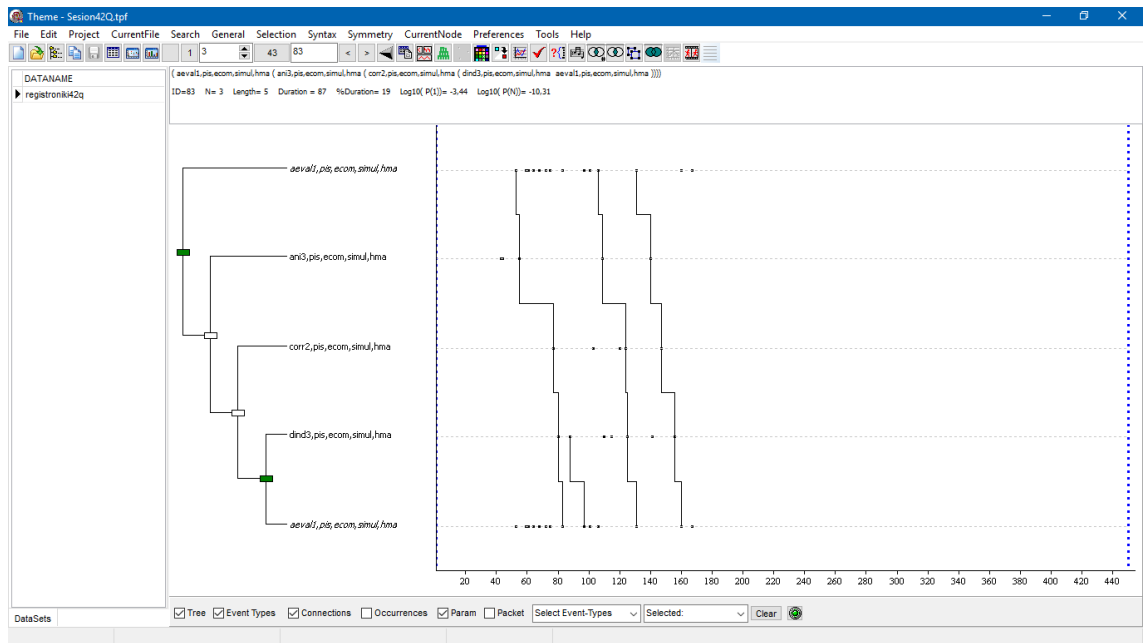 Theme - Sesion42Q.tpf
File Edit Project CurrentFile Search General Selection Syntax Symmetry CurrentNode Preferences Tools Help
1 3 43 83 < >
DATANAME
registroniki42q
( aeval1,pis,ecom,simul,hma ( ani3,pis,ecom,simul,hma ( corr2,pis,ecom,simul,hma ( dind3,pis,ecom,simul,hma aeval1,pis,ecom,simul,hma ))))
ID=83 N= 3 Length= 5 Duration = 87 %Duration= 19 Log10( P(1))= -3,44 Log10( P(N))= -10,31
aeval1,pis,ecom,simul,hma
ani3,pis,ecom,simul,hma
corr2,pis,ecom,simul,hma
dind3,pis,ecom,simul,hma
aeval1,pis,ecom,simul,hma
20 40 60 80 100 120 140 160 180 200 220 240 260 280 300 320 340 360 380 400 420 440
Tree Event Types Connections Occurrences Param Packet Select Event-Types Selected: Clear
DataSets